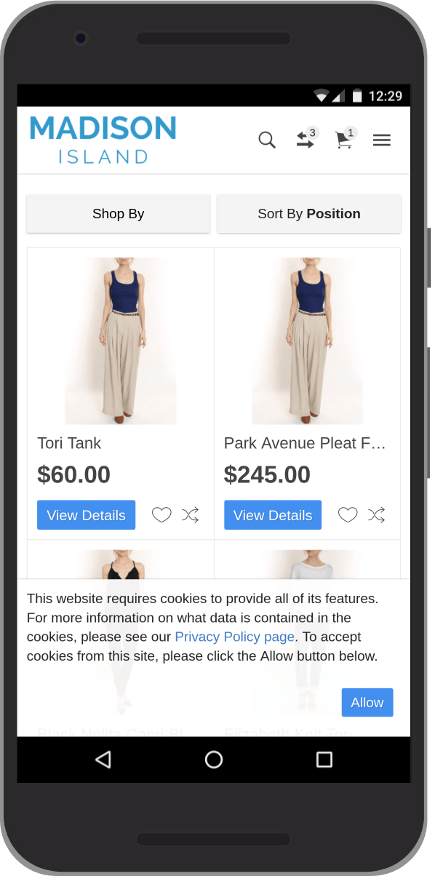 12:29
MADISON
ISLAND
3
1
Shop By
Sort By Position
Tori Tank
Park Avenue Pleat F...
$60.00
$245.00
View Details
View Details
This website requires cookies to provide all of its features.
For more information on what data is contained in the
cookies, please see our Privacy Policy page. To accept
cookies from this site, please click the Allow button below.
Allow